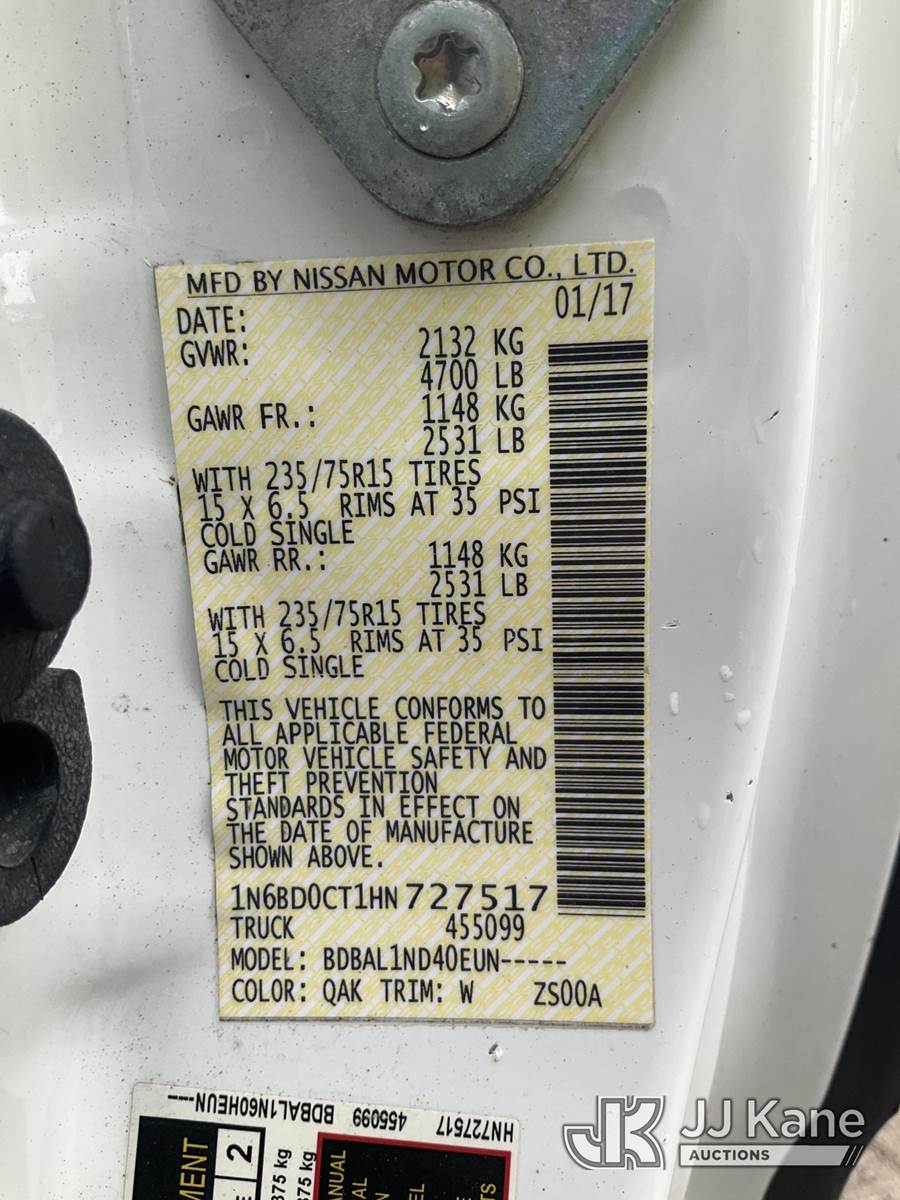 MFD BY NISSAN MOTOR CO., LTD.
DATE: 01/17
GVWR: 2132 KG
4700 LB
GAWR FR.: 1148 KG
2531 LB
WITH 235/75R15 TIRES
15 X 6.5 RIMS AT 35 PSI
COLD SINGLE
GAWR RR.: 1148 KG
2531 LB
WITH 235/75R15 TIRES
15 X 6.5 RIMS AT 35 PSI
COLD SINGLE
THIS VEHICLE CONFORMS TO
ALL APPLICABLE FEDERAL
MOTOR VEHICLE SAFETY AND
THEFT PREVENTION
STANDARDS IN EFFECT ON
THE DATE OF MANUFACTURE
SHOWN ABOVE.
1N6BD0CT1HN727517
TRUCK 455099
MODEL: BDBAL1ND40EUN-----
COLOR: QAK TRIM: W ZS00A
HN727517 455099 BDBAL1N60HEUN---
2
JJ Kane
AUCTIONS